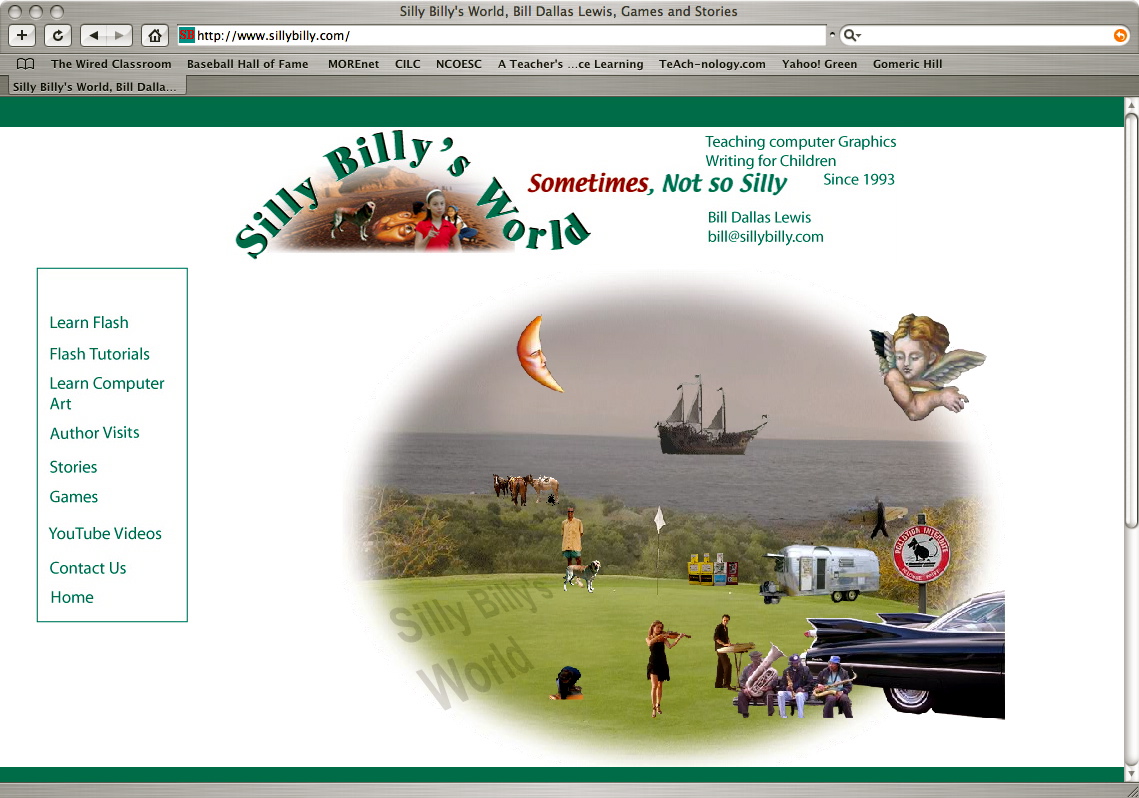 Silly Billy's World, Bill Dallas Lewis, Games and Stories
SB http://www.sillybilly.com/
The Wired Classroom Baseball Hall of Fame MOREnet CILC NCOESC A Teacher's ...ce Learning TeAch-nology.com Yahoo! Green Gomeric Hill
Silly Billy's World, Bill Dalla...
Silly Billy's World
Sometimes, Not so Silly
Teaching computer Graphics
Writing for Children
Since 1993
Bill Dallas Lewis
bill@sillybilly.com
Learn Flash
Flash Tutorials
Learn Computer
Art
Author Visits
Stories
Games
YouTube Videos
Contact Us
Home
Silly Billy's
World